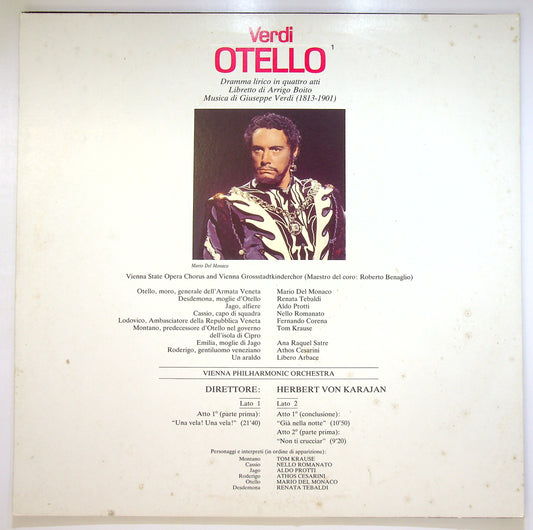 Verdi
OTELLO 1
Dramma lirico in quattro atti
Libretto di Arrigo Boito
Musica di Giuseppe Verdi (1813-1901)
Mario Del Monaco
Vienna State Opera Chorus and Vienna Grossstadtkinderchor (Maestro del coro: Roberto Benaglio)
Otello, moro, generale dell'Armata Veneta Mario Del Monaco
Desdemona, moglie d'Otello Renata Tebaldi
Jago, alfiere Aldo Protti
Cassio, capo di squadra Nello Romanato
Lodovico, Ambasciatore della Repubblica Veneta Fernando Corena
Montano, predecessore d'Otello nel governo Tom Krause
dell'isola di Cipro
Emilia, moglie di Jago Ana Raquel Satre
Roderigo, gentiluomo veneziano Athos Cesarini
Un araldo Libero Arbace
VIENNA PHILHARMONIC ORCHESTRA
DIRETTORE: HERBERT VON KARAJAN
Lato 1 Lato 2
Atto 1° (parte prima): Atto 1° (conclusione):
"Una vela! Una vela!" (21'40) "Già nella notte" (10'50)
Atto 2° (parte prima):
"Non ti crucciar" (9'20)
Personaggi e interpreti (in ordine di apparizione):
Montano TOM KRAUSE
Cassio NELLO ROMANATO
Jago ALDO PROTTI
Roderigo ATHOS CESARINI
Otello MARIO DEL MONACO
Desdemona RENATA TEBALDI